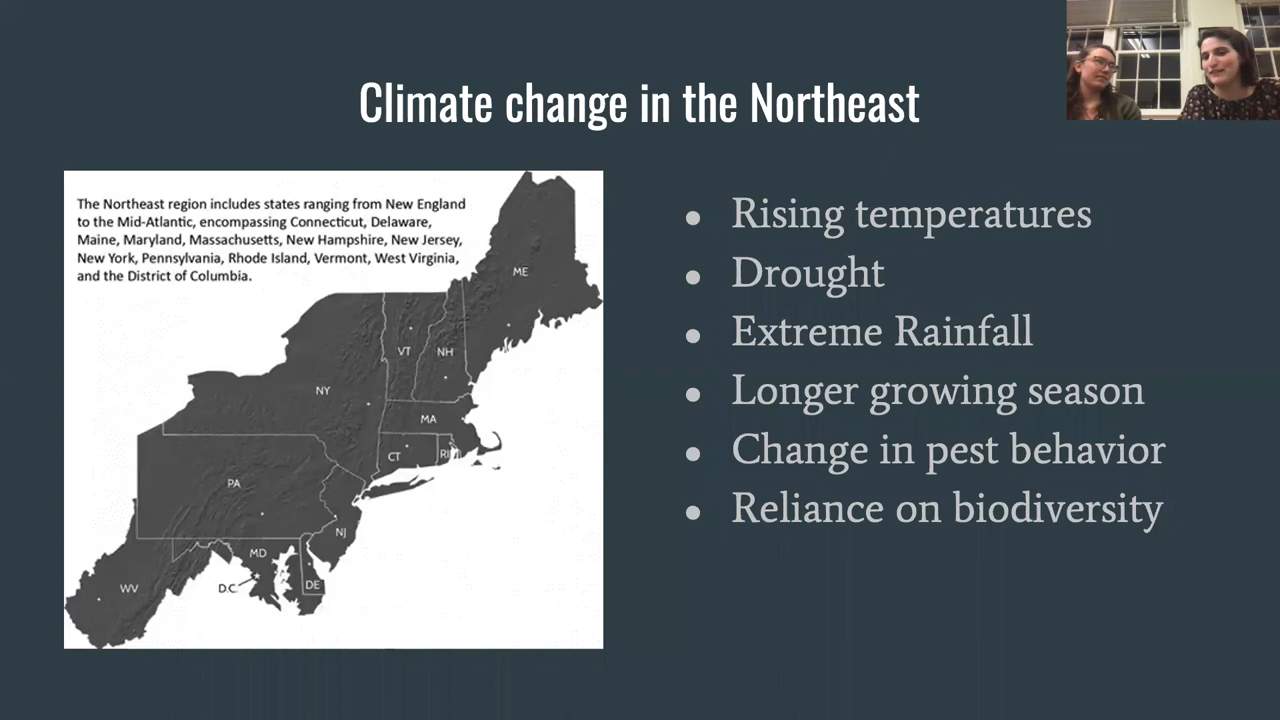 Climate change in the Northeast
The Northeast region includes states ranging from New England
to the Mid-Atlantic, encompassing Connecticut, Delaware,
Maine, Maryland, Massachusetts, New Hampshire, New Jersey,
New York, Pennsylvania, Rhode Island, Vermont, West Virginia,
and the District of Columbia.
ME
VT
NH
NY
MA
CT
RI
PA
NJ
MD
WV
D.C.
DE
• Rising temperatures
• Drought
• Extreme Rainfall
• Longer growing season
• Change in pest behavior
• Reliance on biodiversity